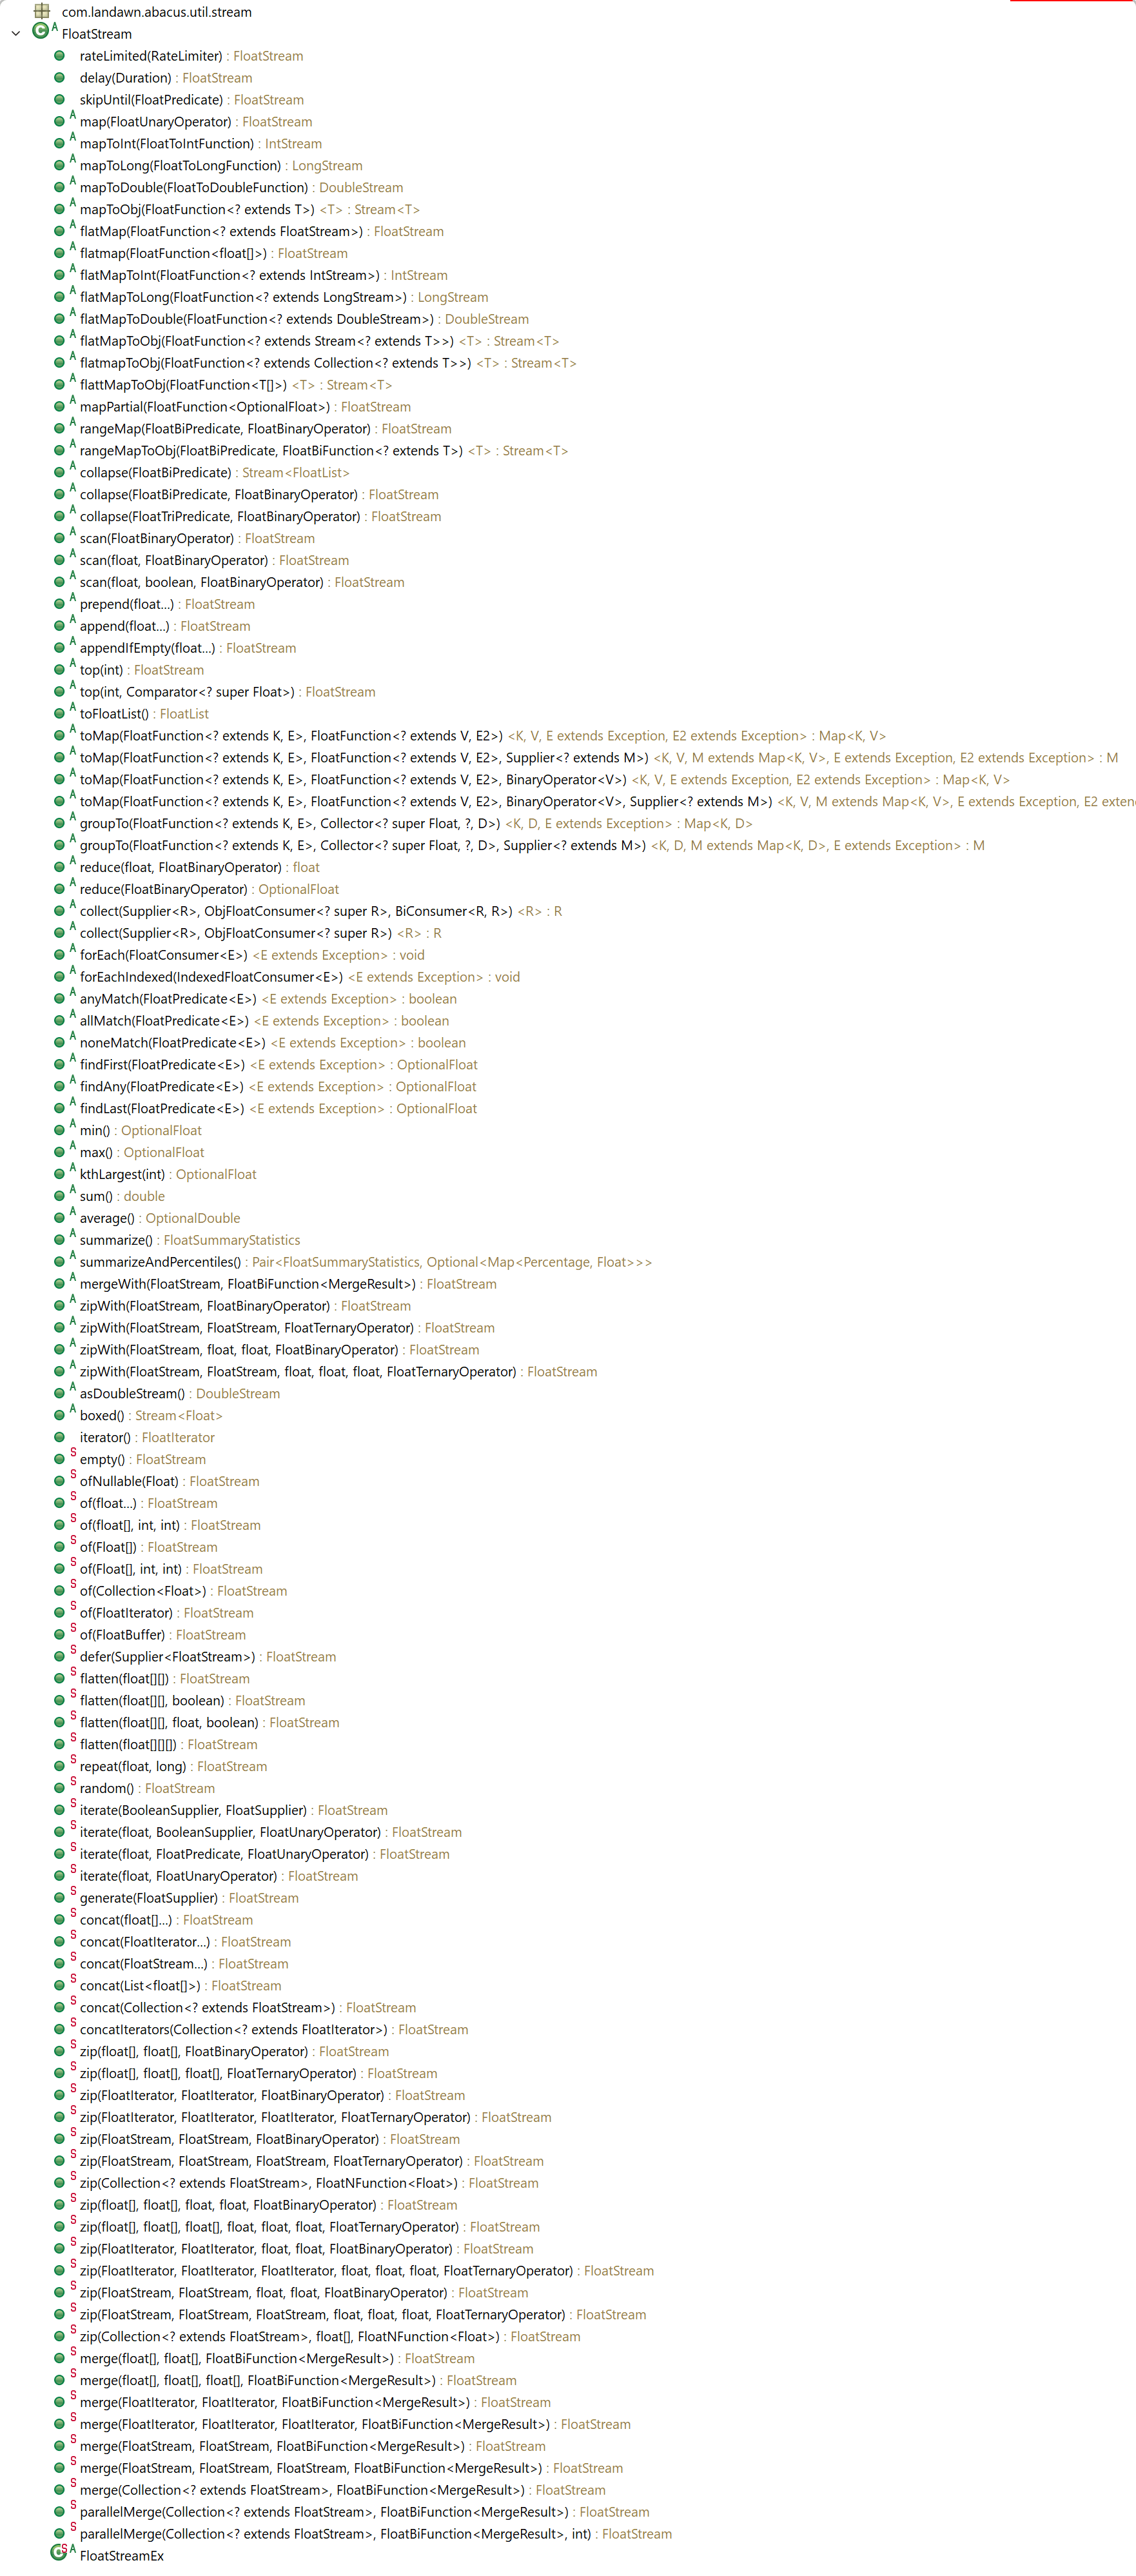 com.landawn.abacus.util.stream
FloatStream
rateLimited(RateLimiter) : FloatStream
delay(Duration) : FloatStream
skipUntil(FloatPredicate) : FloatStream
map(FloatUnaryOperator) : FloatStream
mapToInt(FloatToIntFunction) : IntStream
mapToLong(FloatToLongFunction) : LongStream
mapToDouble(FloatToDoubleFunction) : DoubleStream
mapToObj(FloatFunction<? extends T>) <T> : Stream<T>
flatMap(FloatFunction<? extends FloatStream>) : FloatStream
flatmap(FloatFunction<float[]>) : FloatStream
flatMapToInt(FloatFunction<? extends IntStream>) : IntStream
flatMapToLong(FloatFunction<? extends LongStream>) : LongStream
flatMapToDouble(FloatFunction<? extends DoubleStream>) : DoubleStream
flatMapToObj(FloatFunction<? extends Stream<? extends T>>) <T> : Stream<T>
flatmapToObj(FloatFunction<? extends Collection<? extends T>>) <T> : Stream<T>
flattMapToObj(FloatFunction<T[]>) <T> : Stream<T>
mapPartial(FloatFunction<OptionalFloat>) : FloatStream
rangeMap(FloatBiPredicate, FloatBinaryOperator) : FloatStream
rangeMapToObj(FloatBiPredicate, FloatBiFunction<? extends T>) <T> : Stream<T>
collapse(FloatBiPredicate) : Stream<FloatList>
collapse(FloatBiPredicate, FloatBinaryOperator) : FloatStream
collapse(FloatTriPredicate, FloatBinaryOperator) : FloatStream
scan(FloatBinaryOperator) : FloatStream
scan(float, FloatBinaryOperator) : FloatStream
scan(float, boolean, FloatBinaryOperator) : FloatStream
prepend(float...) : FloatStream
append(float...) : FloatStream
appendIfEmpty(float...) : FloatStream
top(int) : FloatStream
top(int, Comparator<? super Float>) : FloatStream
toFloatList() : FloatList
toMap(FloatFunction<? extends K, E>, FloatFunction<? extends V, E2>) <K, V, E extends Exception, E2 extends Exception> : Map<K, V>
toMap(FloatFunction<? extends K, E>, FloatFunction<? extends V, E2>, Supplier<? extends M>) <K, V, M extends Map<K, V>, E extends Exception, E2 extends Exception> : M
toMap(FloatFunction<? extends K, E>, FloatFunction<? extends V, E2>, BinaryOperator<V>) <K, V, E extends Exception, E2 extends Exception> : Map<K, V>
toMap(FloatFunction<? extends K, E>, FloatFunction<? extends V, E2>, BinaryOperator<V>, Supplier<? extends M>) <K, V, M extends Map<K, V>, E extends Exception, E2 exten
groupTo(FloatFunction<? extends K, E>, Collector<? super Float, ?, D>) <K, D, E extends Exception> : Map<K, D>
groupTo(FloatFunction<? extends K, E>, Collector<? super Float, ?, D>, Supplier<? extends M>) <K, D, M extends Map<K, D>, E extends Exception> : M
reduce(float, FloatBinaryOperator) : float
reduce(FloatBinaryOperator) : OptionalFloat
collect(Supplier<R>, ObjFloatConsumer<? super R>, BiConsumer<R, R>) <R> : R
collect(Supplier<R>, ObjFloatConsumer<? super R>) <R> : R
forEach(FloatConsumer<E>) <E extends Exception> : void
forEachIndexed(IndexedFloatConsumer<E>) <E extends Exception> : void
anyMatch(FloatPredicate<E>) <E extends Exception> : boolean
allMatch(FloatPredicate<E>) <E extends Exception> : boolean
noneMatch(FloatPredicate<E>) <E extends Exception> : boolean
findFirst(FloatPredicate<E>) <E extends Exception> : OptionalFloat
findAny(FloatPredicate<E>) <E extends Exception> : OptionalFloat
findLast(FloatPredicate<E>) <E extends Exception> : OptionalFloat
min() : OptionalFloat
max() : OptionalFloat
kthLargest(int) : OptionalFloat
sum() : double
average() : OptionalDouble
summarize() : FloatSummaryStatistics
summarizeAndPercentiles() : Pair<FloatSummaryStatistics, Optional<Map<Percentage, Float>>>
mergeWith(FloatStream, FloatBiFunction<MergeResult>) : FloatStream
zipWith(FloatStream, FloatBinaryOperator) : FloatStream
zipWith(FloatStream, FloatStream, FloatTernaryOperator) : FloatStream
zipWith(FloatStream, float, float, FloatBinaryOperator) : FloatStream
zipWith(FloatStream, FloatStream, float, float, float, FloatTernaryOperator) : FloatStream
asDoubleStream() : DoubleStream
boxed() : Stream<Float>
iterator() : FloatIterator
empty() : FloatStream
ofNullable(Float) : FloatStream
of(float...) : FloatStream
of(float[], int, int) : FloatStream
of(Float[]) : FloatStream
of(Float[], int, int) : FloatStream
of(Collection<Float>) : FloatStream
of(FloatIterator) : FloatStream
of(FloatBuffer) : FloatStream
defer(Supplier<FloatStream>) : FloatStream
flatten(float[][]) : FloatStream
flatten(float[][], boolean) : FloatStream
flatten(float[][], float, boolean) : FloatStream
flatten(float[][][]) : FloatStream
repeat(float, long) : FloatStream
random() : FloatStream
iterate(BooleanSupplier, FloatSupplier) : FloatStream
iterate(float, BooleanSupplier, FloatUnaryOperator) : FloatStream
iterate(float, FloatPredicate, FloatUnaryOperator) : FloatStream
iterate(float, FloatUnaryOperator) : FloatStream
generate(FloatSupplier) : FloatStream
concat(float[]...) : FloatStream
concat(FloatIterator...) : FloatStream
concat(FloatStream...) : FloatStream
concat(List<float[]>) : FloatStream
concat(Collection<? extends FloatStream>) : FloatStream
concatIterators(Collection<? extends FloatIterator>) : FloatStream
zip(float[], float[], FloatBinaryOperator) : FloatStream
zip(float[], float[], float[], FloatTernaryOperator) : FloatStream
zip(FloatIterator, FloatIterator, FloatBinaryOperator) : FloatStream
zip(FloatIterator, FloatIterator, FloatIterator, FloatTernaryOperator) : FloatStream
zip(FloatStream, FloatStream, FloatBinaryOperator) : FloatStream
zip(FloatStream, FloatStream, FloatStream, FloatTernaryOperator) : FloatStream
zip(Collection<? extends FloatStream>, FloatNFunction<Float>) : FloatStream
zip(float[], float[], float, float, FloatBinaryOperator) : FloatStream
zip(float[], float[], float[], float, float, float, FloatTernaryOperator) : FloatStream
zip(FloatIterator, FloatIterator, float, float, FloatBinaryOperator) : FloatStream
zip(FloatIterator, FloatIterator, FloatIterator, float, float, float, FloatTernaryOperator) : FloatStream
zip(FloatStream, FloatStream, float, float, FloatBinaryOperator) : FloatStream
zip(FloatStream, FloatStream, FloatStream, float, float, float, FloatTernaryOperator) : FloatStream
zip(Collection<? extends FloatStream>, float[], FloatNFunction<Float>) : FloatStream
merge(float[], float[], FloatBiFunction<MergeResult>) : FloatStream
merge(float[], float[], float[], FloatBiFunction<MergeResult>) : FloatStream
merge(FloatIterator, FloatIterator, FloatBiFunction<MergeResult>) : FloatStream
merge(FloatIterator, FloatIterator, FloatIterator, FloatBiFunction<MergeResult>) : FloatStream
merge(FloatStream, FloatStream, FloatBiFunction<MergeResult>) : FloatStream
merge(FloatStream, FloatStream, FloatStream, FloatBiFunction<MergeResult>) : FloatStream
merge(Collection<? extends FloatStream>, FloatBiFunction<MergeResult>) : FloatStream
parallelMerge(Collection<? extends FloatStream>, FloatBiFunction<MergeResult>) : FloatStream
parallelMerge(Collection<? extends FloatStream>, FloatBiFunction<MergeResult>, int) : FloatStream
FloatStreamEx